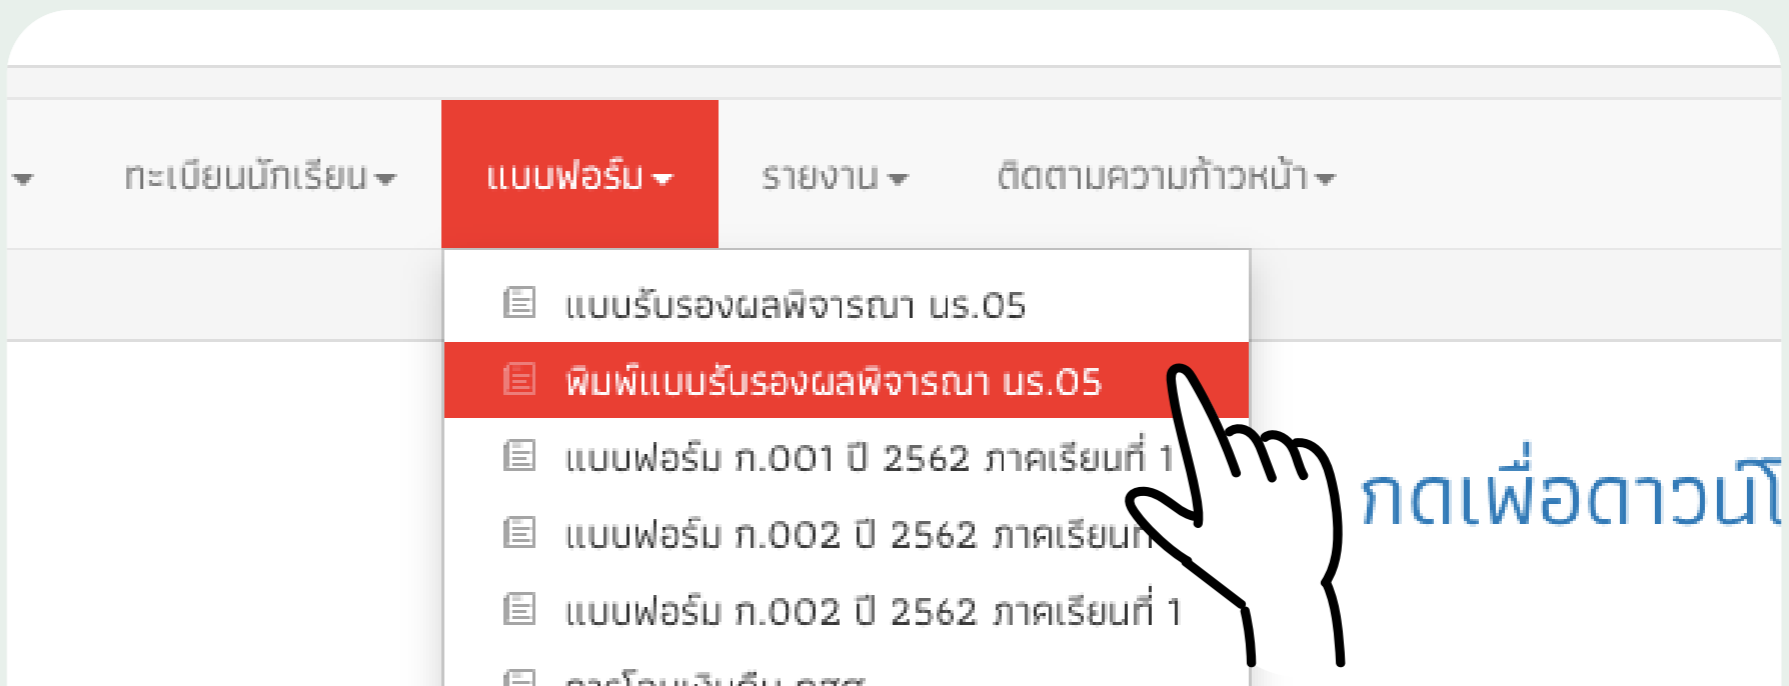 ทะเบียนนักเรียน แบบฟอร์ม รายงาน ติดตามความก้าวหน้า
แบบรับรองผลพิจารณา นร.05
พิมพ์แบบรับรองผลพิจารณา นร.05
แบบฟอร์ม ก.001 ปี 2562 ภาคเรียนที่ 1
กดเพื่อดาวน์โ
แบบฟอร์ม ก.002 ปี 2562 ภาคเรียนที่
แบบฟอร์ม ก.002 ปี 2562 ภาคเรียนที่ 1